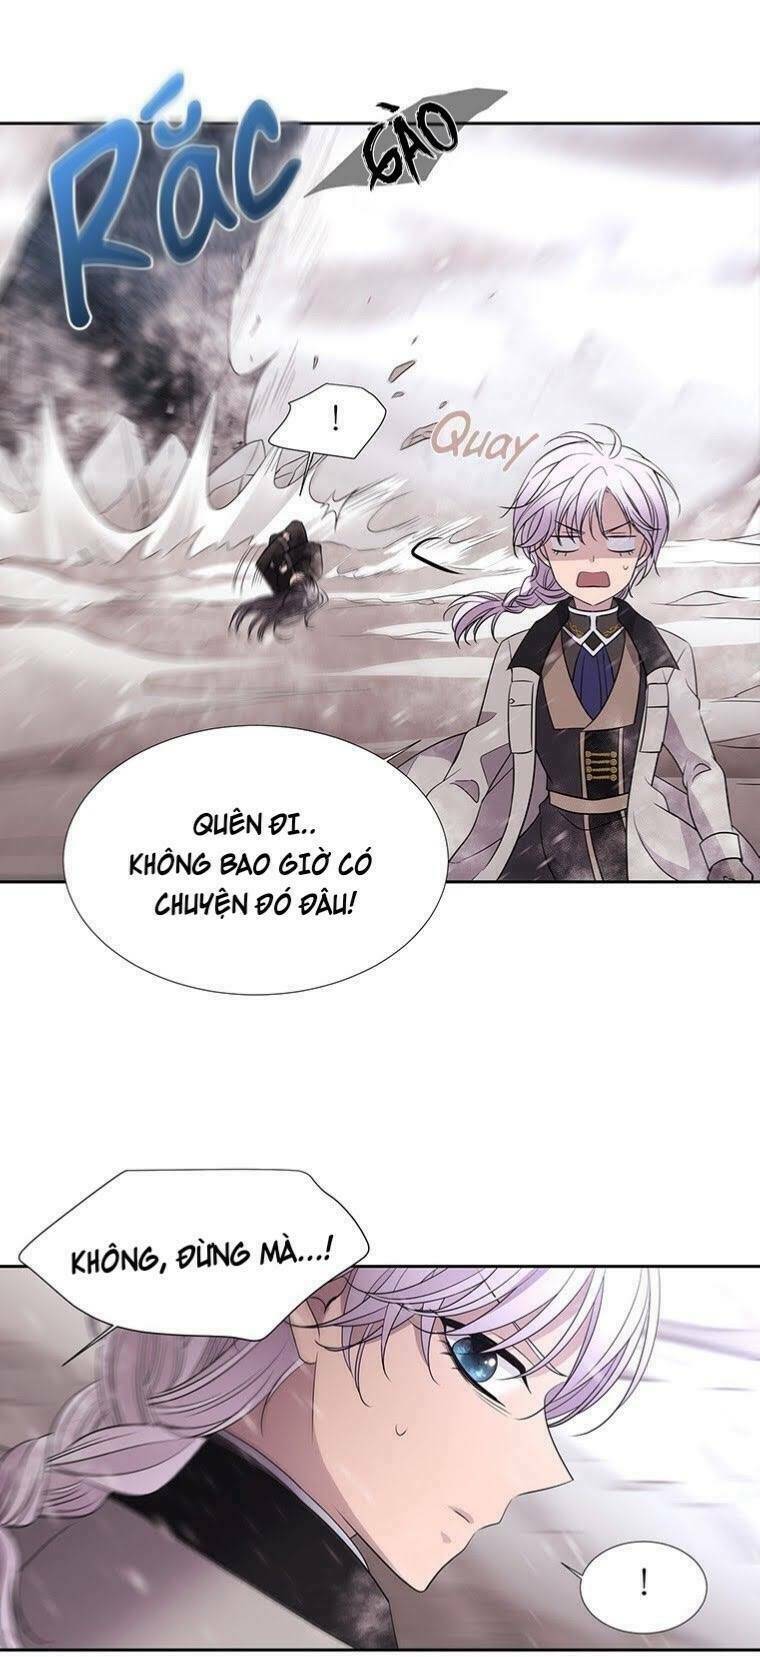 Rắc
GÀO
!
Quay
QUÊN ĐI..
KHÔNG BAO GIỜ CÓ
CHUYỆN ĐÓ ĐÂU!
KHÔNG, ĐỪNG MÀ...!
!